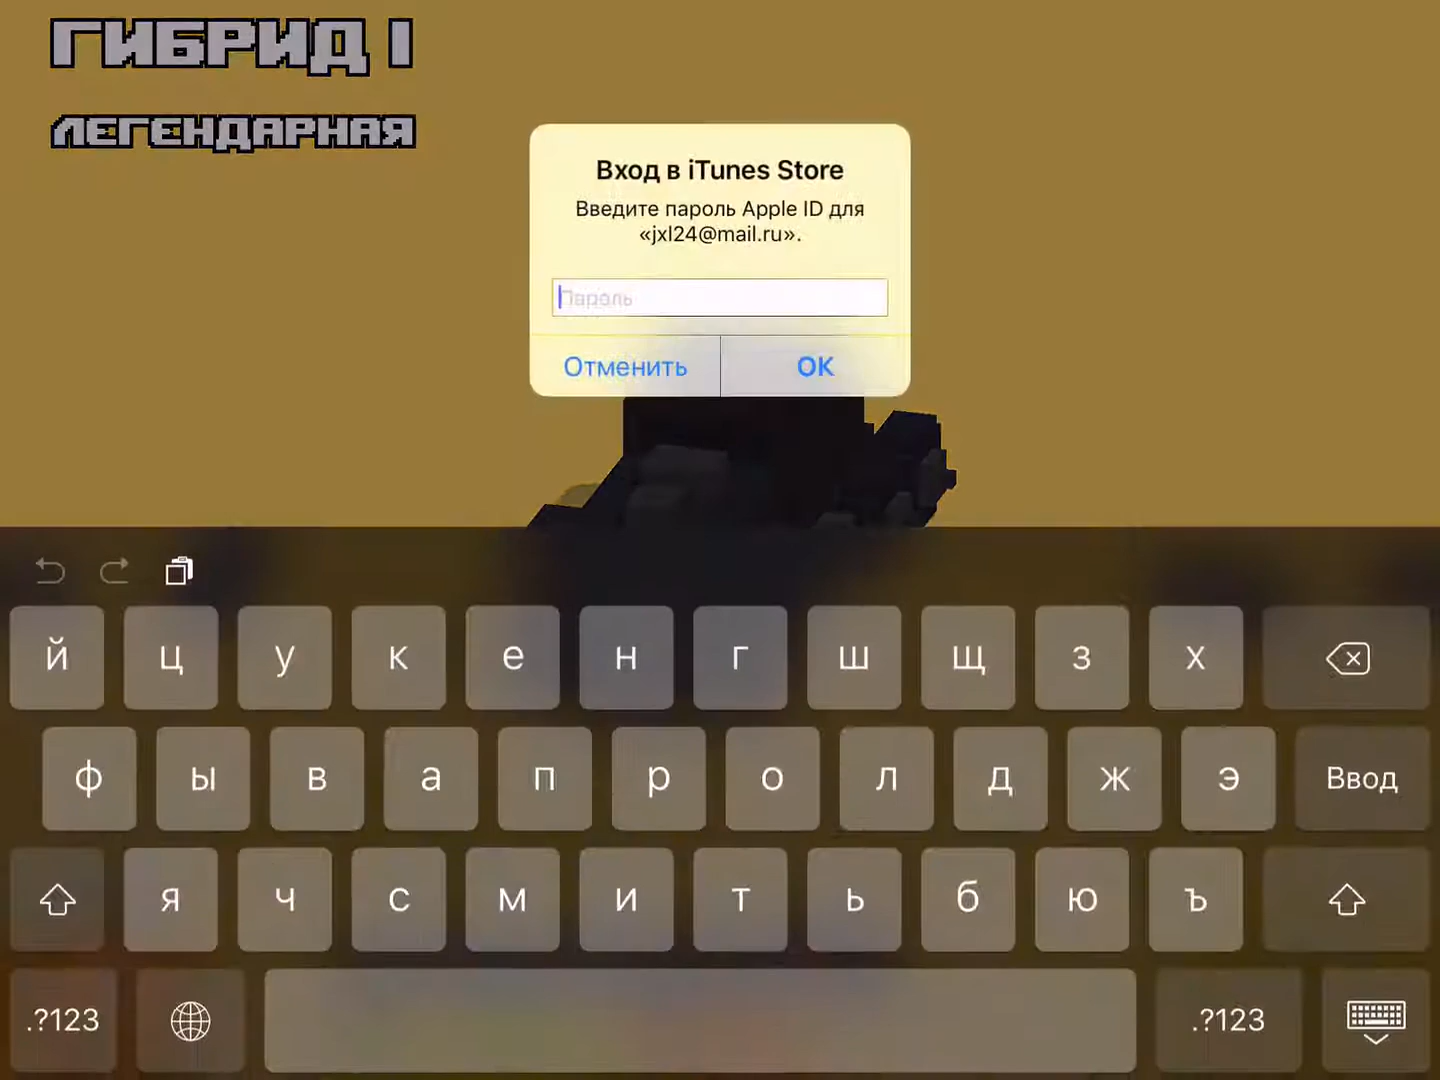 ГИБРИД I
ЛЕГЕНДАРНАЯ
Вход в iTunes Store
Введите пароль Apple ID для
«jxl24@mail.ru».
Пароль
Отменить OK
й ц у к е н г ш щ з х
ф ы в а п р о л д ж э Ввод
я ч с м и т ь б ю ъ
.?123 .?123